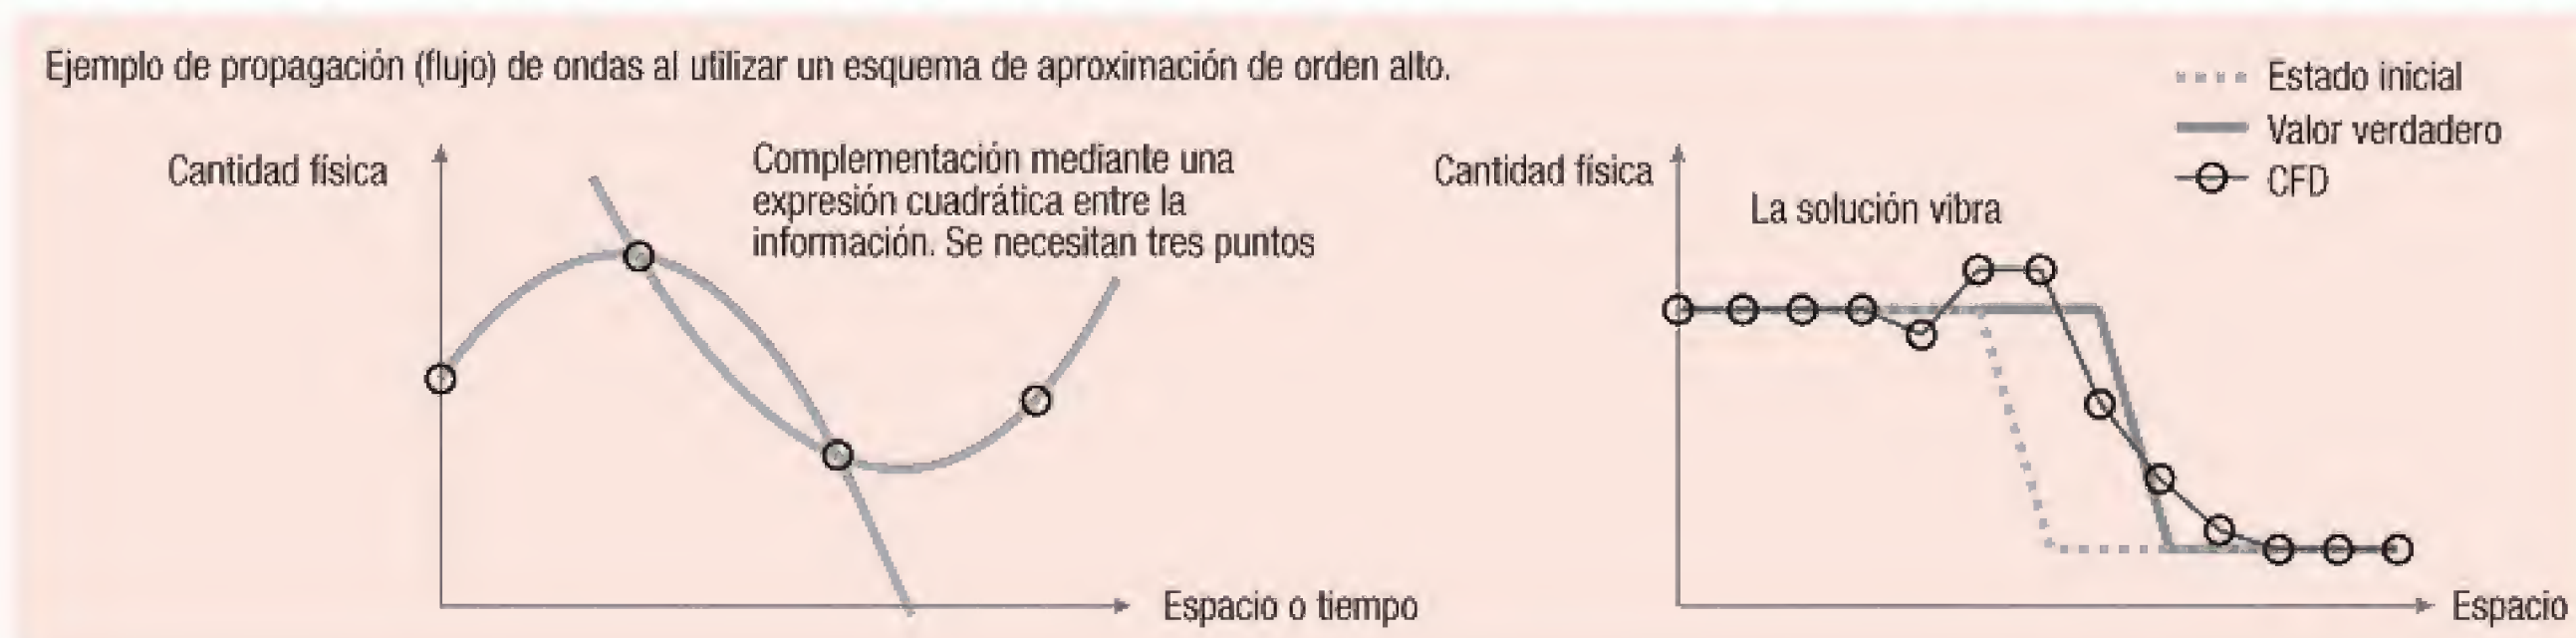 Ejemplo de propagación (flujo) de ondas al utilizar un esquema de aproximación de orden alto.
Cantidad física
Complementación mediante una
expresión cuadrática entre la
información. Se necesitan tres puntos
Espacio o tiempo
Estado inicial
Valor verdadero
CFD
Cantidad física
La solución vibra
Espacio